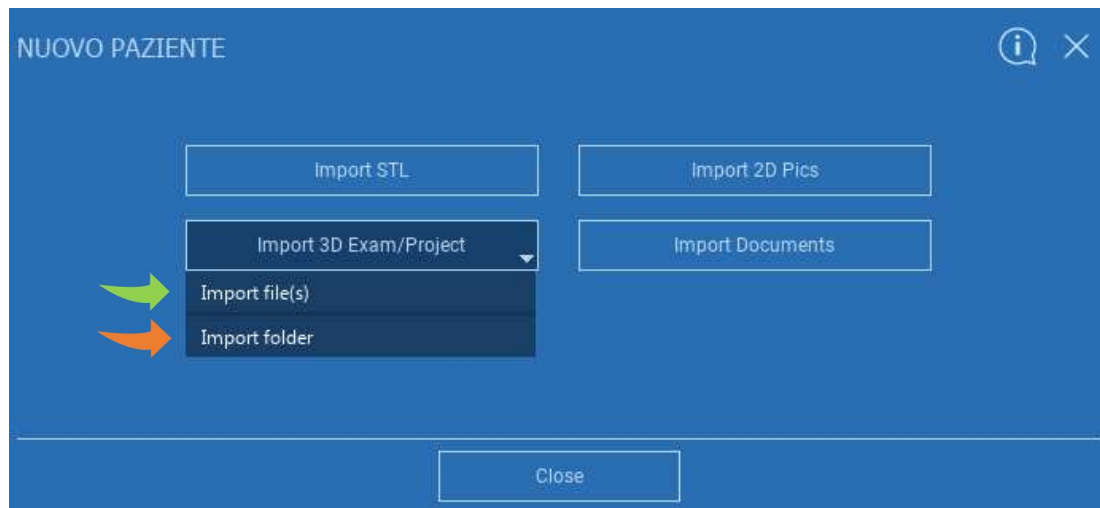 NUOVO PAZIENTE
Import STL
Import 2D Pics
Import 3D Exam/Project
Import Documents
Import file(s)
Import folder
Close